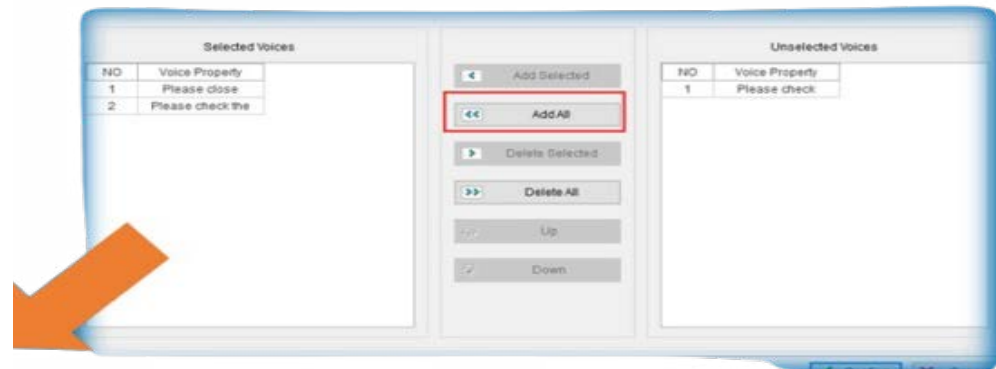 Selected Voices
NO Voice Property
1 Please close
2 Please check the
Add Selected
Add All
Delete Selected
Delete All
Up
Down
Unselected Voices
NO Voice Property
1 Please check